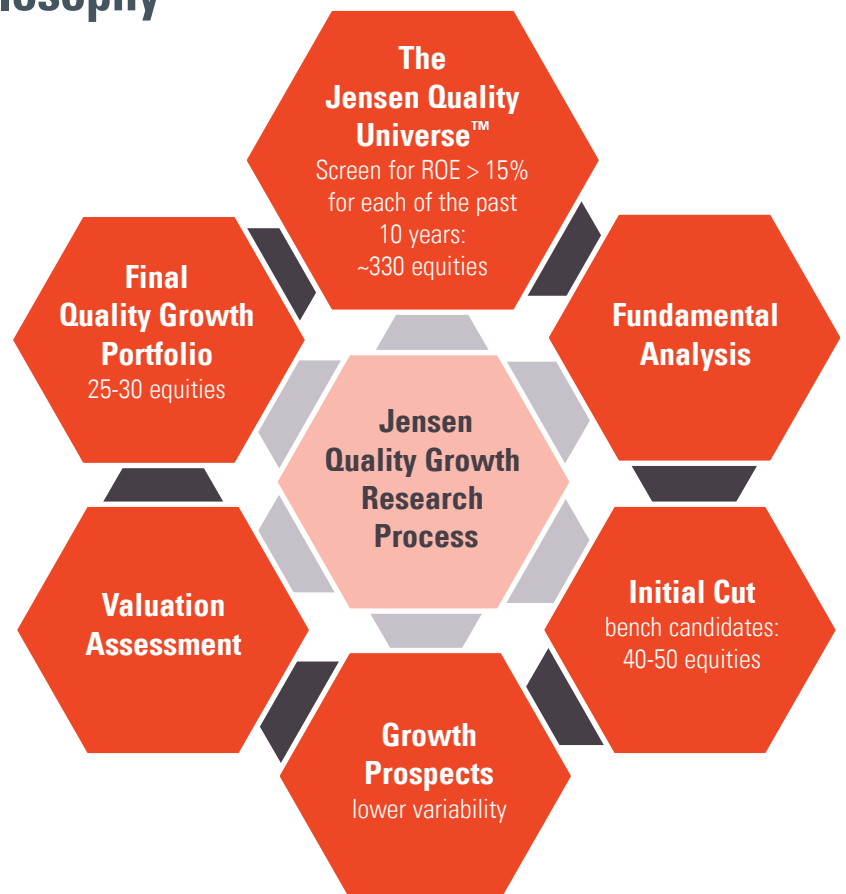 The
Jensen Quality
Universe™
Screen for ROE > 15%
for each of the past
10 years:
~330 equities
Fundamental
Analysis
Initial Cut
bench candidates:
40-50 equities
Growth
Prospects
lower variability
Valuation
Assessment
Final
Quality Growth
Portfolio
25-30 equities
Jensen
Quality Growth
Research
Process